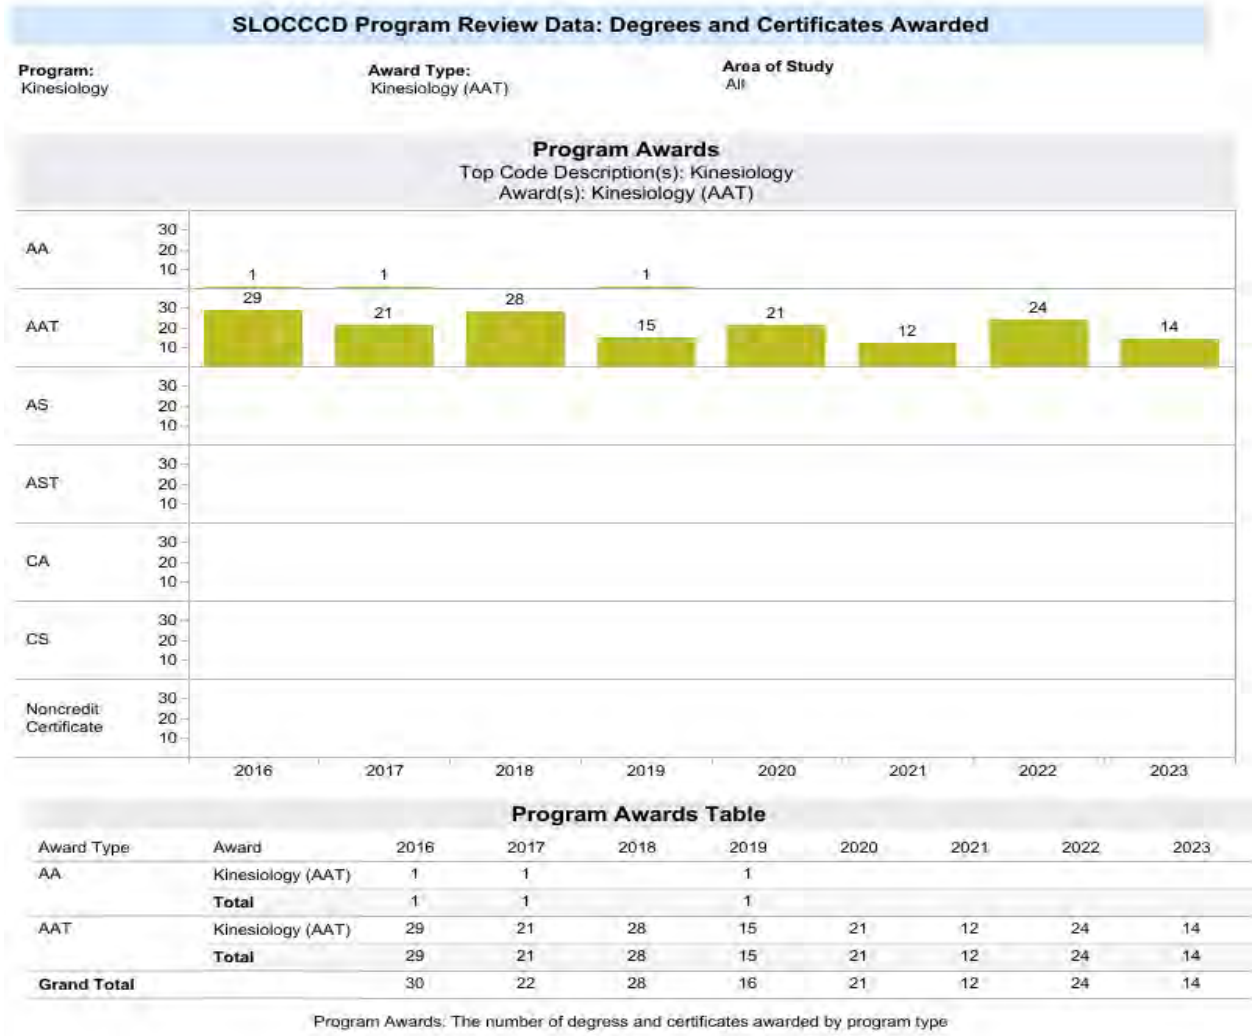 SLOCCCD Program Review Data: Degrees and Certificates Awarded
Program: Award Type: Area of Study
Kinesiology Kinesiology (AAT) All
Program Awards
Top Code Description(s): Kinesiology
Award(s): Kinesiology (AAT)
AA 30 20 10 1 1 1
AAT 30 20 10 29 21 28 15 21 12 24 14
AS 30 20 10
AST 30 20 10
CA 30 20 10
CS 30 20 10
Noncredit Certificate 30 20 10
2016 2017 2018 2019 2020 2021 2022 2023
Program Awards Table
Award Type Award 2016 2017 2018 2019 2020 2021 2022 2023
AA Kinesiology (AAT) 1 1 1
Total 1 1 1
AAT Kinesiology (AAT) 29 21 28 15 21 12 24 14
Total 29 21 28 15 21 12 24 14
Grand Total 30 22 28 16 21 12 24 14
Program Awards: The number of degress and certificates awarded by program type